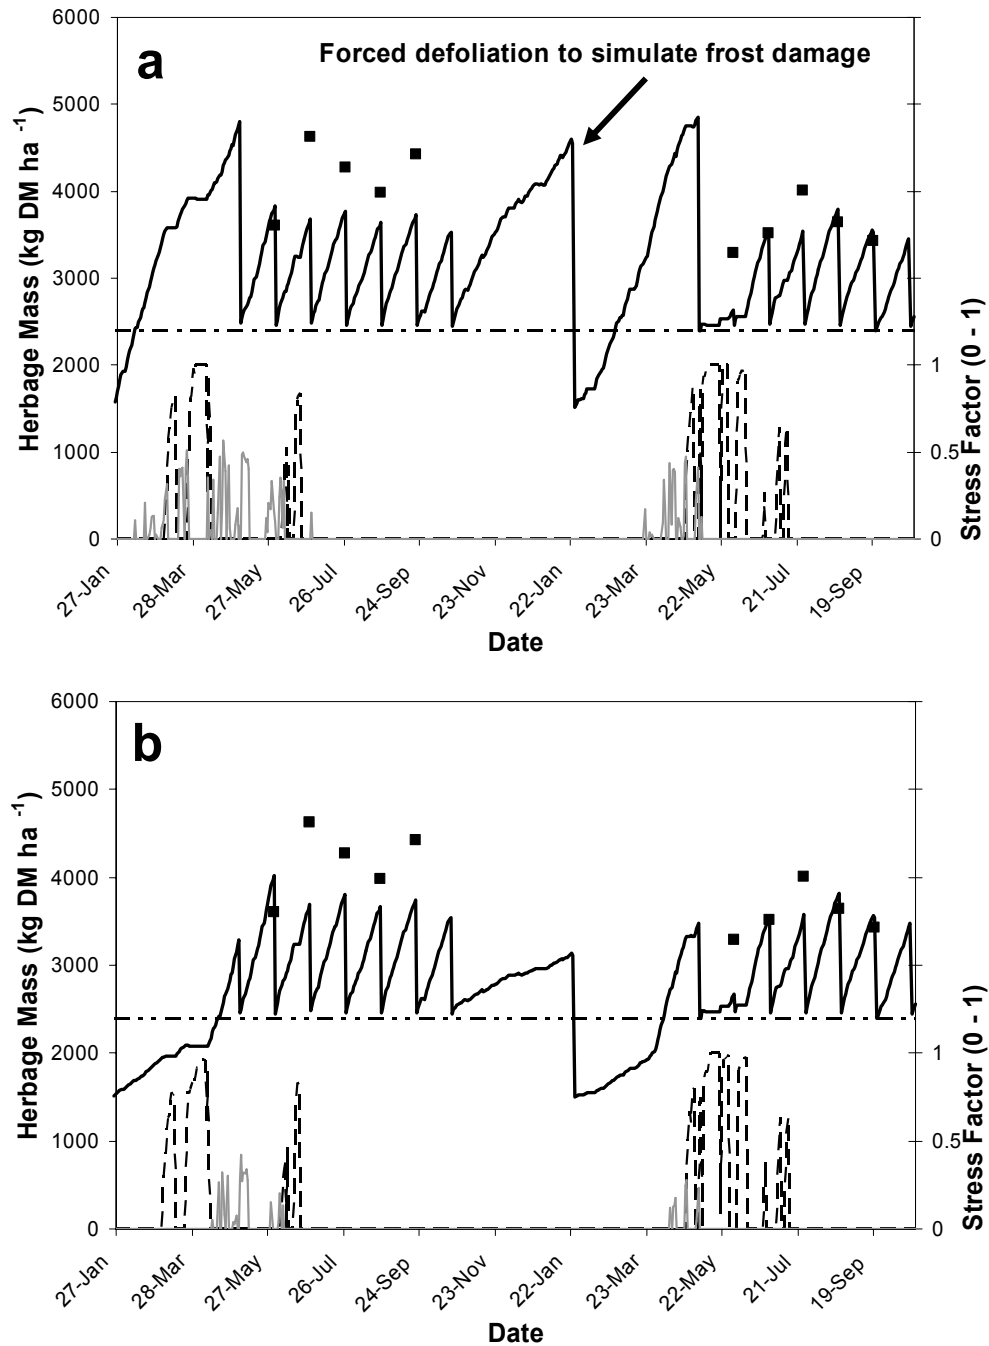 a
Forced defoliation to simulate frost damage
6000
5000
4000
3000
2000
1000
0
Herbage Mass (kg DM ha -1)
1
0.5
0
Stress Factor (0 - 1)
27-Jan
28-Mar
27-May
26-Jul
24-Sep
23-Nov
22-Jan
23-Mar
22-May
21-Jul
19-Sep
Date
b
6000
5000
4000
3000
2000
1000
0
Herbage Mass (kg DM ha -1)
1
0.5
0
Stress Factor (0 - 1)
27-Jan
28-Mar
27-May
26-Jul
24-Sep
23-Nov
22-Jan
23-Mar
22-May
21-Jul
19-Sep
Date